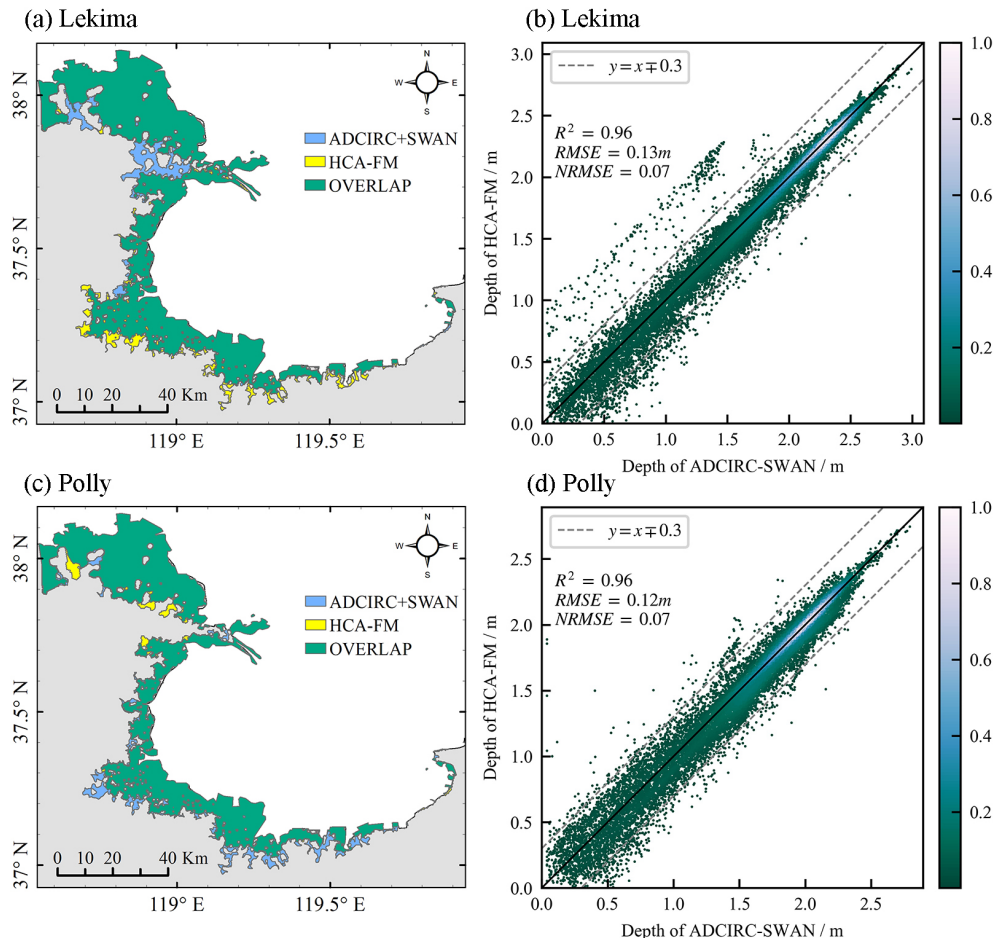 (a) Lekima
N
W
E
S
38° N
37.5° N
37° N
ADCIRC+SWAN
HCA-FM
OVERLAP
0 10 20 40 Km
119° E 119.5° E
(b) Lekima
y = x ∓ 0.3
R² = 0.96
RMSE = 0.13m
NRMSE = 0.07
Depth of HCA-FM / m
3.0
2.5
2.0
1.5
1.0
0.5
0.0
0.0 0.5 1.0 1.5 2.0 2.5 3.0
Depth of ADCIRC-SWAN / m
1.0
0.8
0.6
0.4
0.2
(c) Polly
N
W
E
S
38° N
37.5° N
37° N
ADCIRC+SWAN
HCA-FM
OVERLAP
0 10 20 40 Km
119° E 119.5° E
(d) Polly
y = x ∓ 0.3
R² = 0.96
RMSE = 0.12m
NRMSE = 0.07
Depth of HCA-FM / m
2.5
2.0
1.5
1.0
0.5
0.0
0.0 0.5 1.0 1.5 2.0 2.5
Depth of ADCIRC-SWAN / m
1.0
0.8
0.6
0.4
0.2